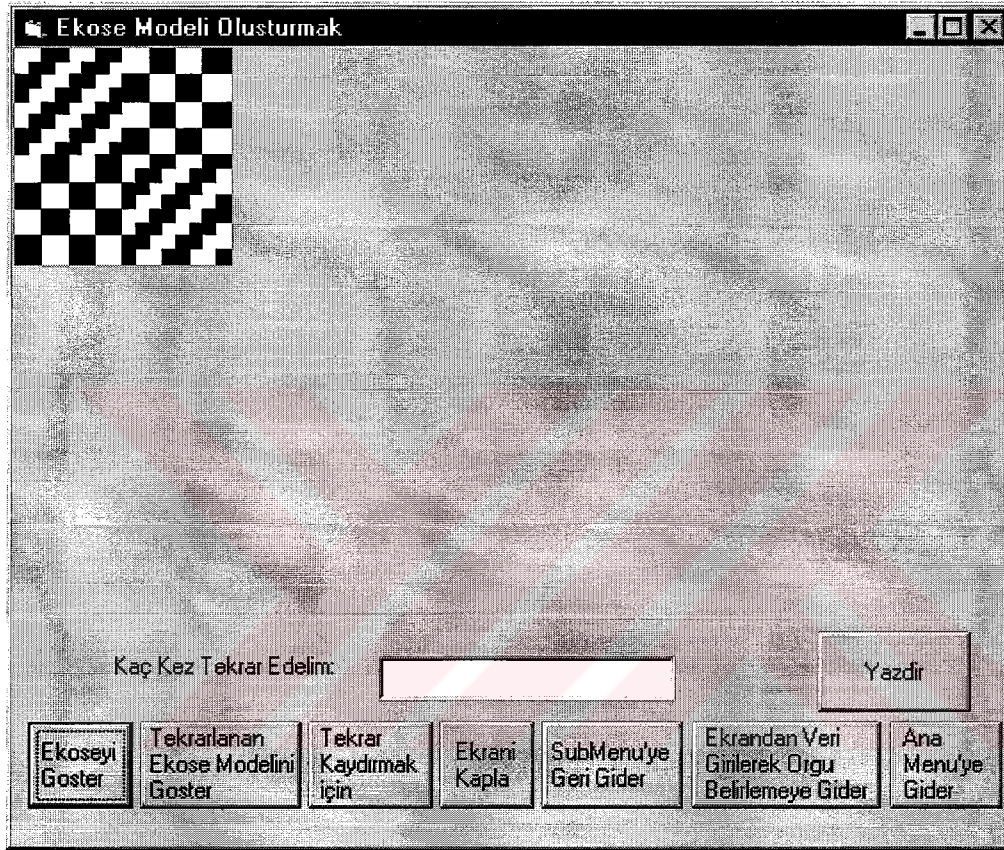 Ekose Modeli Olusturmak
Kaç Kez Tekrar Edelim:
Yazdir
Ekoseyi
Goster
Tekrarlanan
Ekose Modelini
Goster
Tekrar
Kaydırmak
için
Ekrani
Kapla
SubMenu'ye
Geri Gider
Ekrandan Veri
Girilerek Orgu
Belirlemeye Gider
Ana
Menu'ye
Gider